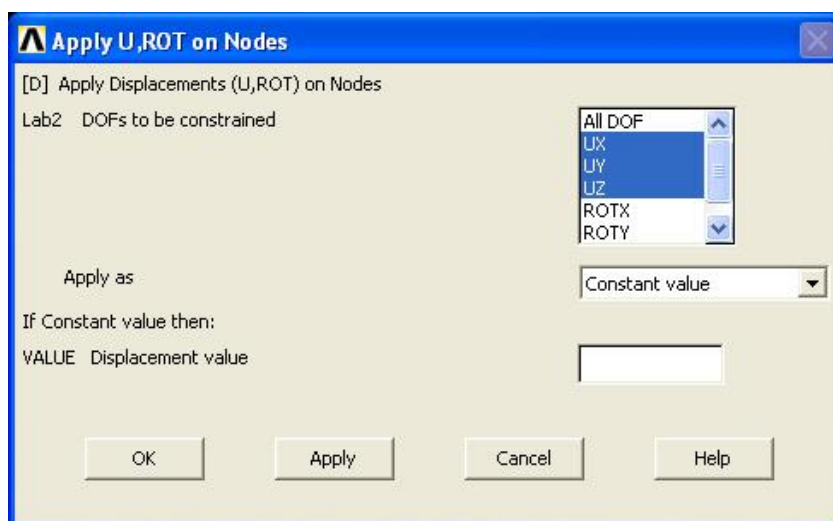 Apply U,ROT on Nodes
[D] Apply Displacements (U,ROT) on Nodes
Lab2 DOFs to be constrained
All DOF
UX
UY
UZ
ROTX
ROTY
Apply as
Constant value
If Constant value then:
VALUE Displacement value
OK
Apply
Cancel
Help